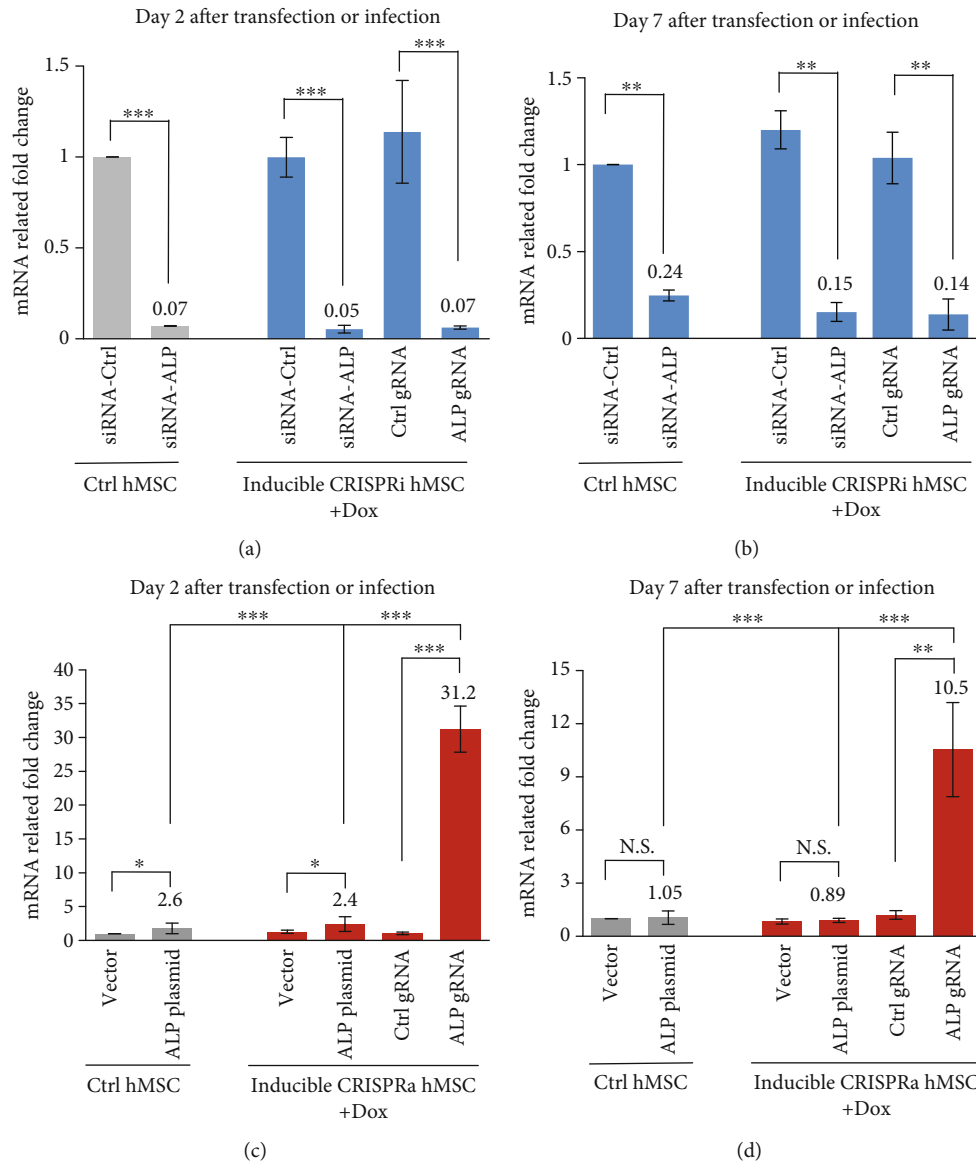 Day 2 after transfection or infection
***
***
***
1.5
1
0.5
0
mRNA related fold change
0.07
0.05
0.07
siRNA-Ctrl
siRNA-ALP
siRNA-Ctrl
siRNA-ALP
Ctrl gRNA
ALP gRNA
Ctrl hMSC
Inducible CRISPRi hMSC
+Dox
(a)
Day 7 after transfection or infection
**
**
**
1.5
1
0.5
0
mRNA related fold change
0.24
0.15
0.14
siRNA-Ctrl
siRNA-ALP
siRNA-Ctrl
siRNA-ALP
Ctrl gRNA
ALP gRNA
Ctrl hMSC
Inducible CRISPRi hMSC
+Dox
(b)
Day 2 after transfection or infection
***
***
***
40
35
30
25
20
15
10
5
0
mRNA related fold change
31.2
*
*
2.6
2.4
Vector
ALP plasmid
Vector
ALP plasmid
Ctrl gRNA
ALP gRNA
Ctrl hMSC
Inducible CRISPRa hMSC
+Dox
(c)
Day 7 after transfection or infection
***
***
**
15
12
9
6
3
0
mRNA related fold change
10.5
N.S.
N.S.
1.05
0.89
Vector
ALP plasmid
Vector
ALP plasmid
Ctrl gRNA
ALP gRNA
Ctrl hMSC
Inducible CRISPRa hMSC
+Dox
(d)